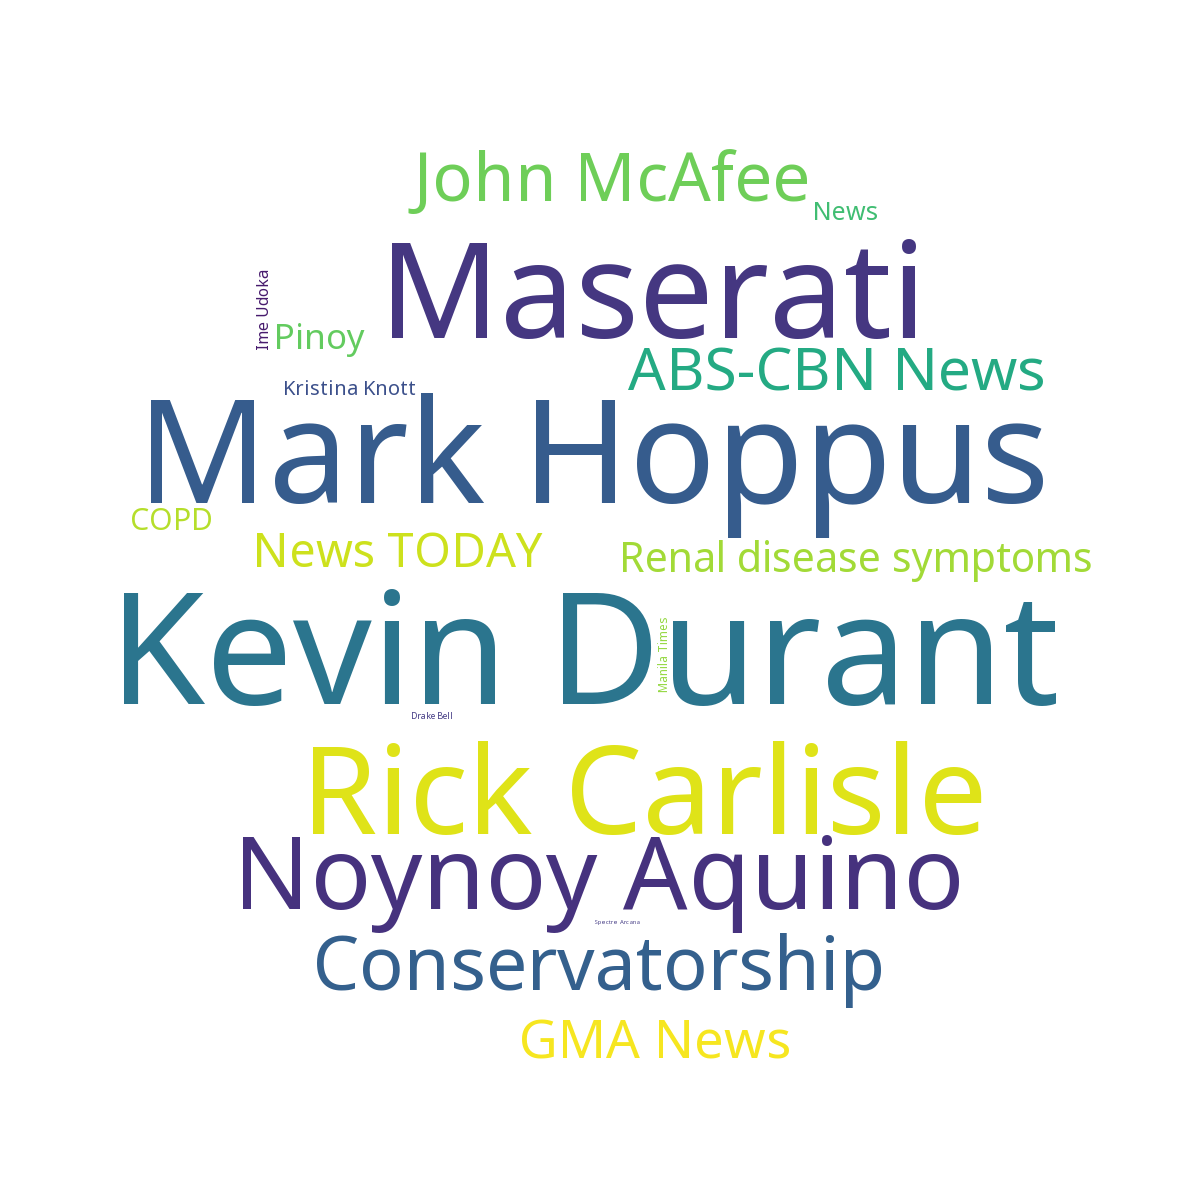 John McAfee
News
Maserati
Ime Udoka
Pinoy
ABS-CBN News
Kristina Knott
Mark Hoppus
COPD
News TODAY
Renal disease symptoms
Kevin Durant
Manila Times
Drake Bell
Rick Carlisle
Noynoy Aquino
Spectre Arcana
Conservatorship
GMA News